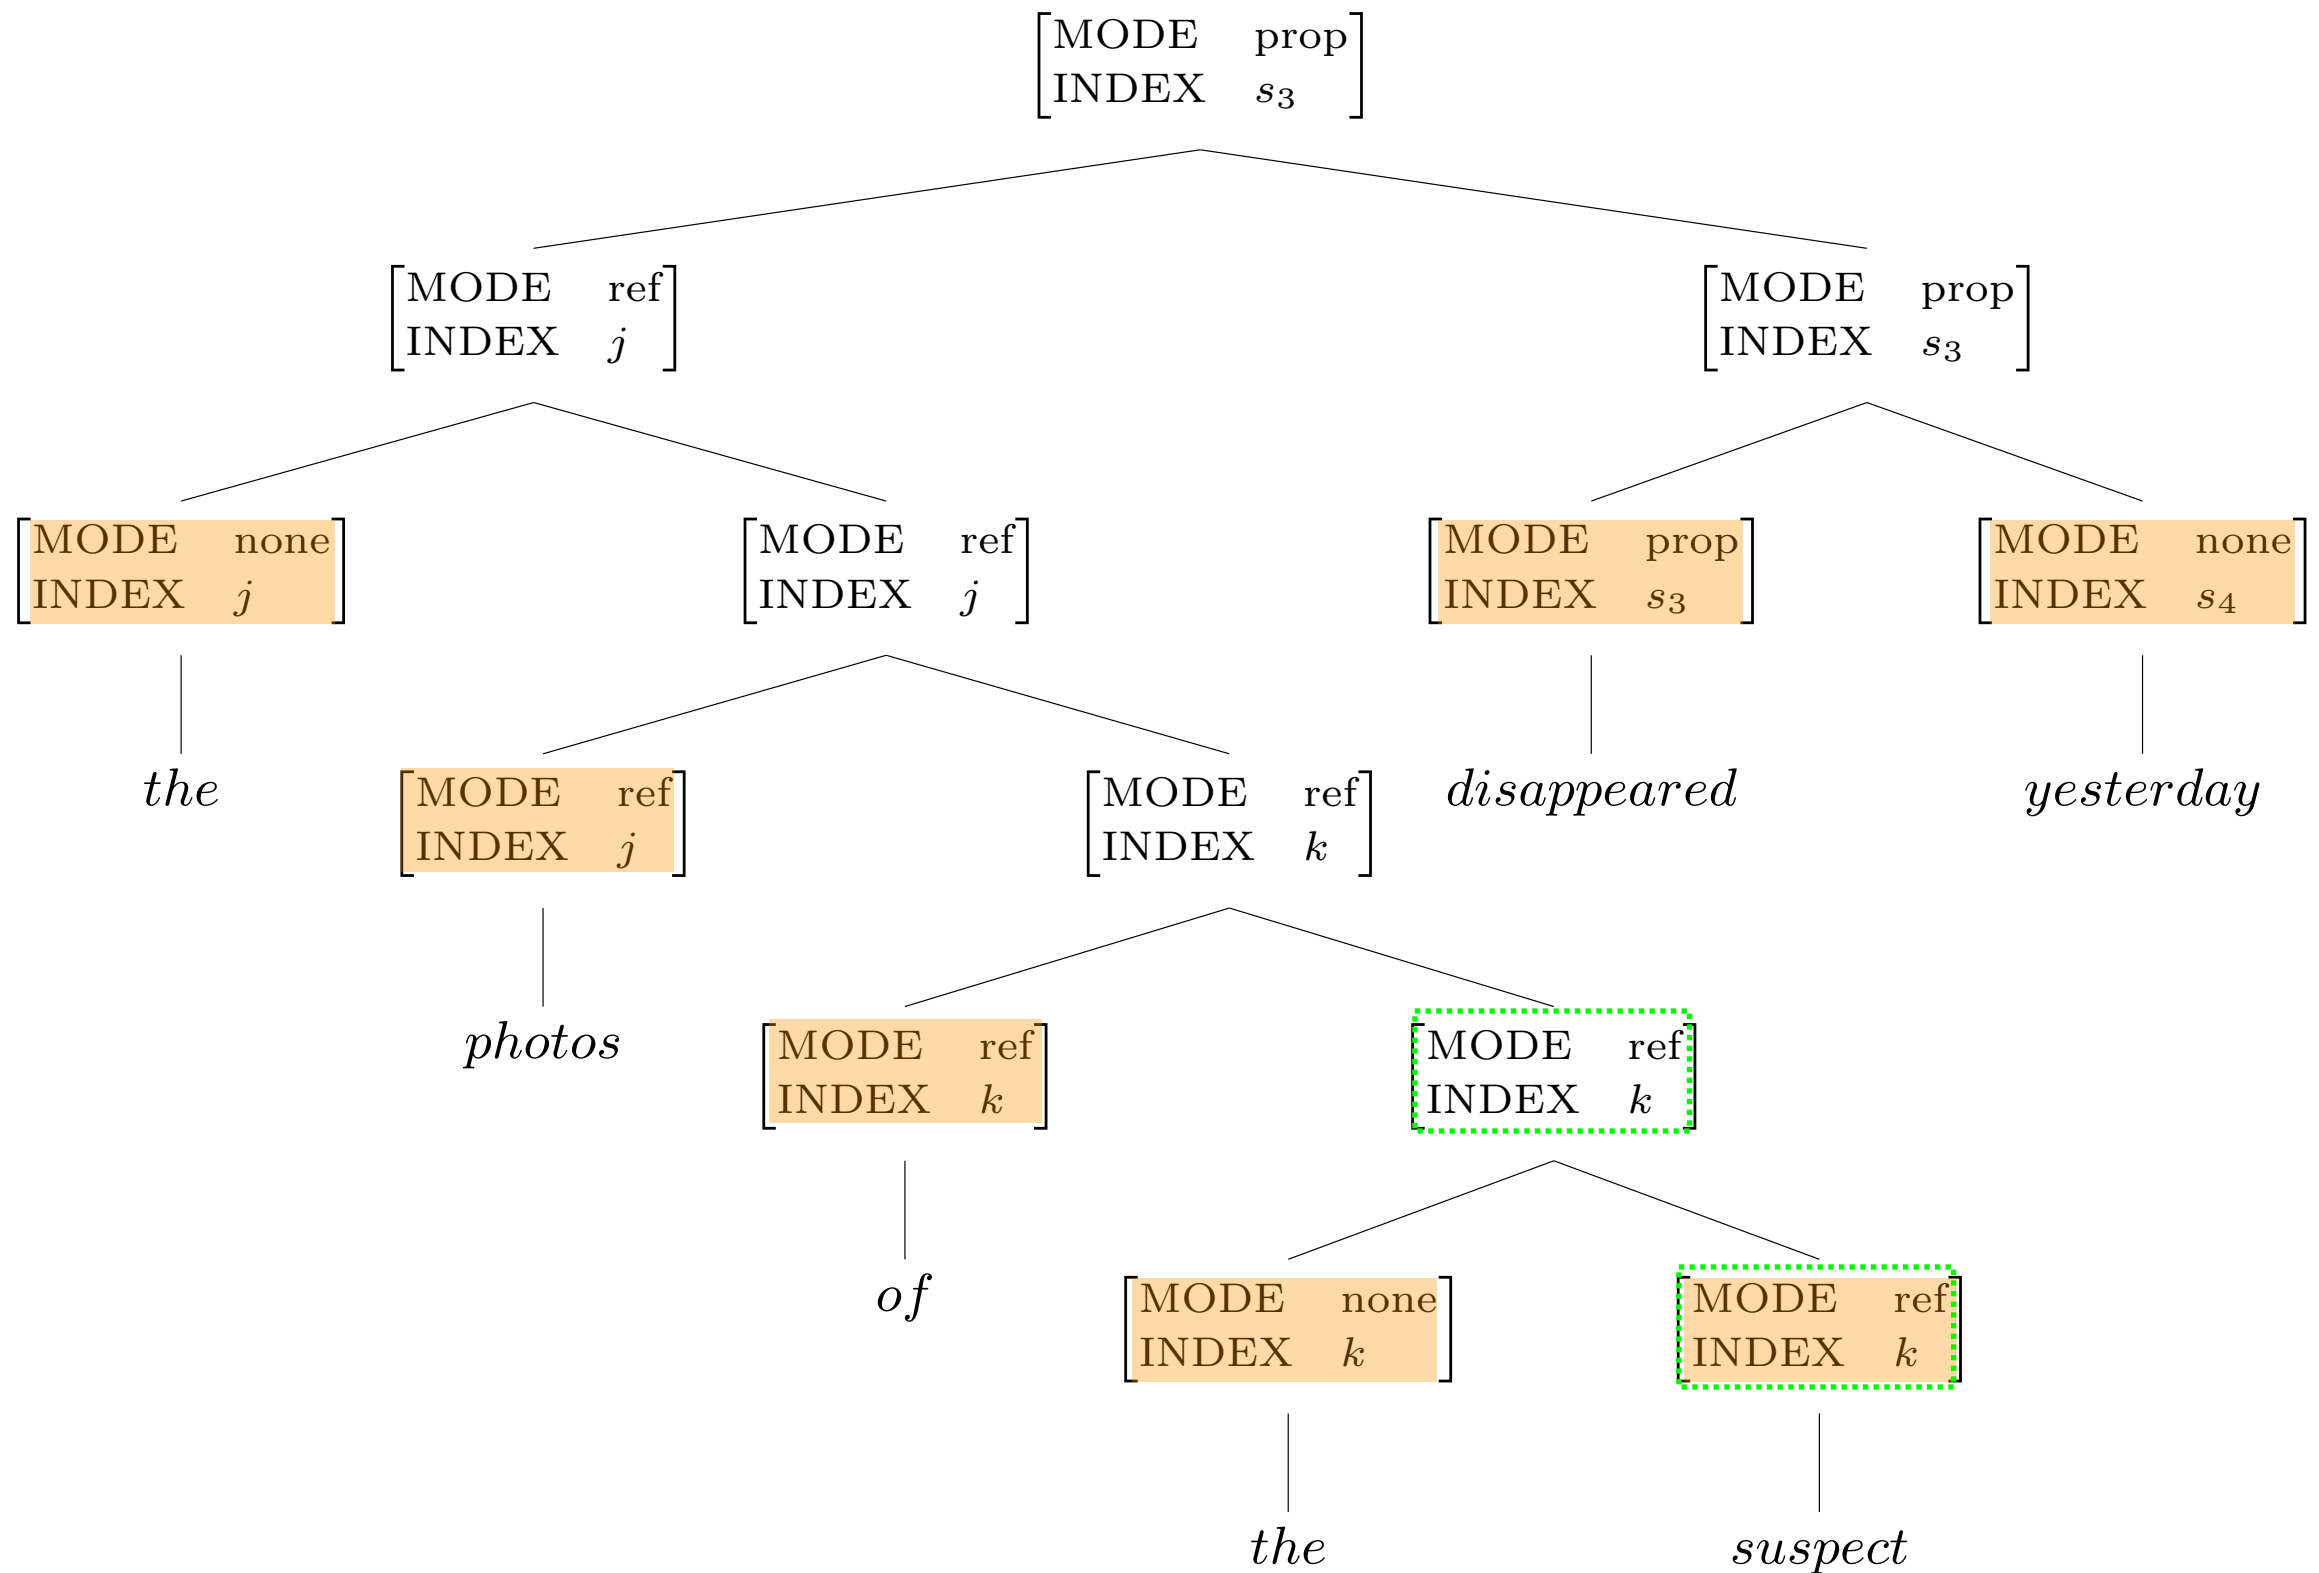 MODE prop
INDEX s₃
MODE ref
INDEX j
MODE prop
INDEX s₃
MODE none
INDEX j
MODE ref
INDEX j
MODE prop
INDEX s₃
MODE none
INDEX s₄
the
disappeared
yesterday
MODE ref
INDEX j
MODE ref
INDEX k
photos
MODE ref
INDEX k
MODE ref
INDEX k
of
MODE none
INDEX k
MODE ref
INDEX k
the
suspect